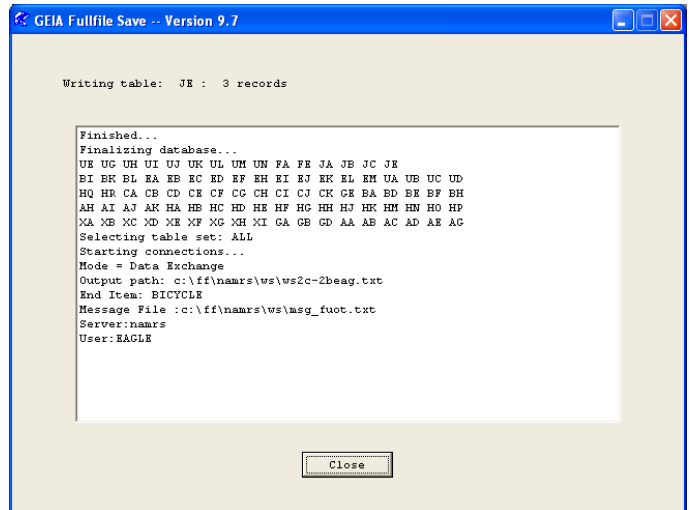 GEIA Fullfile Save -- Version 9.7
Writing table: JE : 3 records
Finished...
Finalizing database...
UE UG UH UI UJ UK UL UM UN FA FE JA JB JC JE
BI BK BL EA EB EC ED EF EH EI EJ EK EL EM UA UB UC UD
HQ HR CA CB CD CE CF CG CH CI CJ CK GE BA BD BE BF BH
AH AI AJ AK HA HB HC HD HE HF HG HH HJ HK HM HN HO HP
XA XB XC XD XE XF XG XH XI GA GB GD AA AB AC AD AE AG
Selecting table set: ALL
Starting connections...
Mode = Data Exchange
Output path: c:\ff\namrs\ws\ws2c-2beag.txt
End Item: BICYCLE
Message File :c:\ff\namrs\ws\msg_fuot.txt
Server:namrs
User:EAGLE
Close